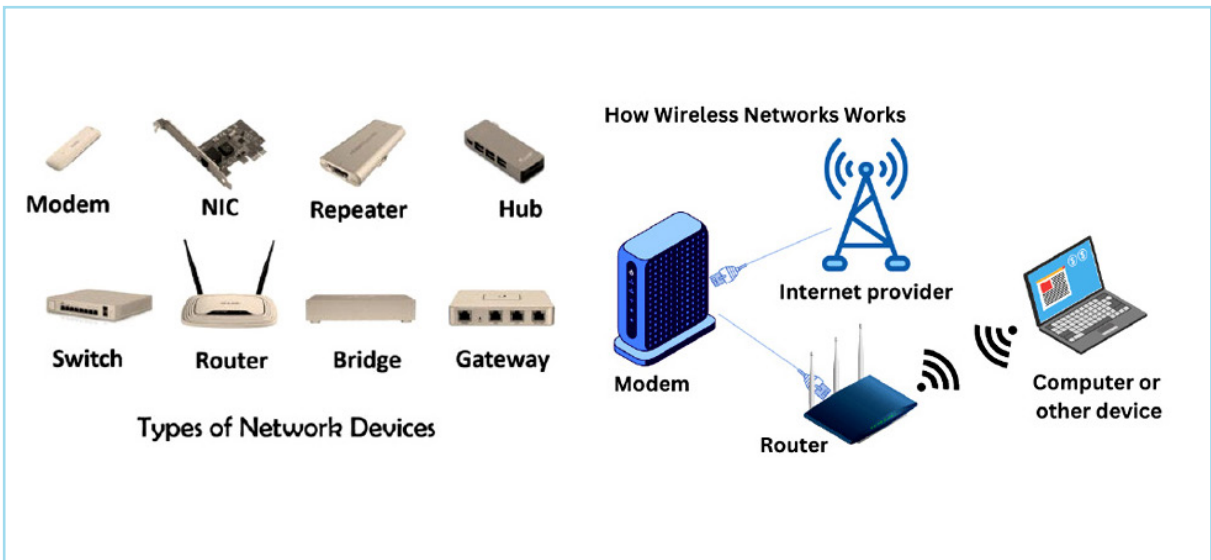 Modem
NIC
Repeater
Hub
Switch
Router
Bridge
Gateway
Types of Network Devices
How Wireless Networks Works
Internet provider
Modem
Router
Computer or
other device